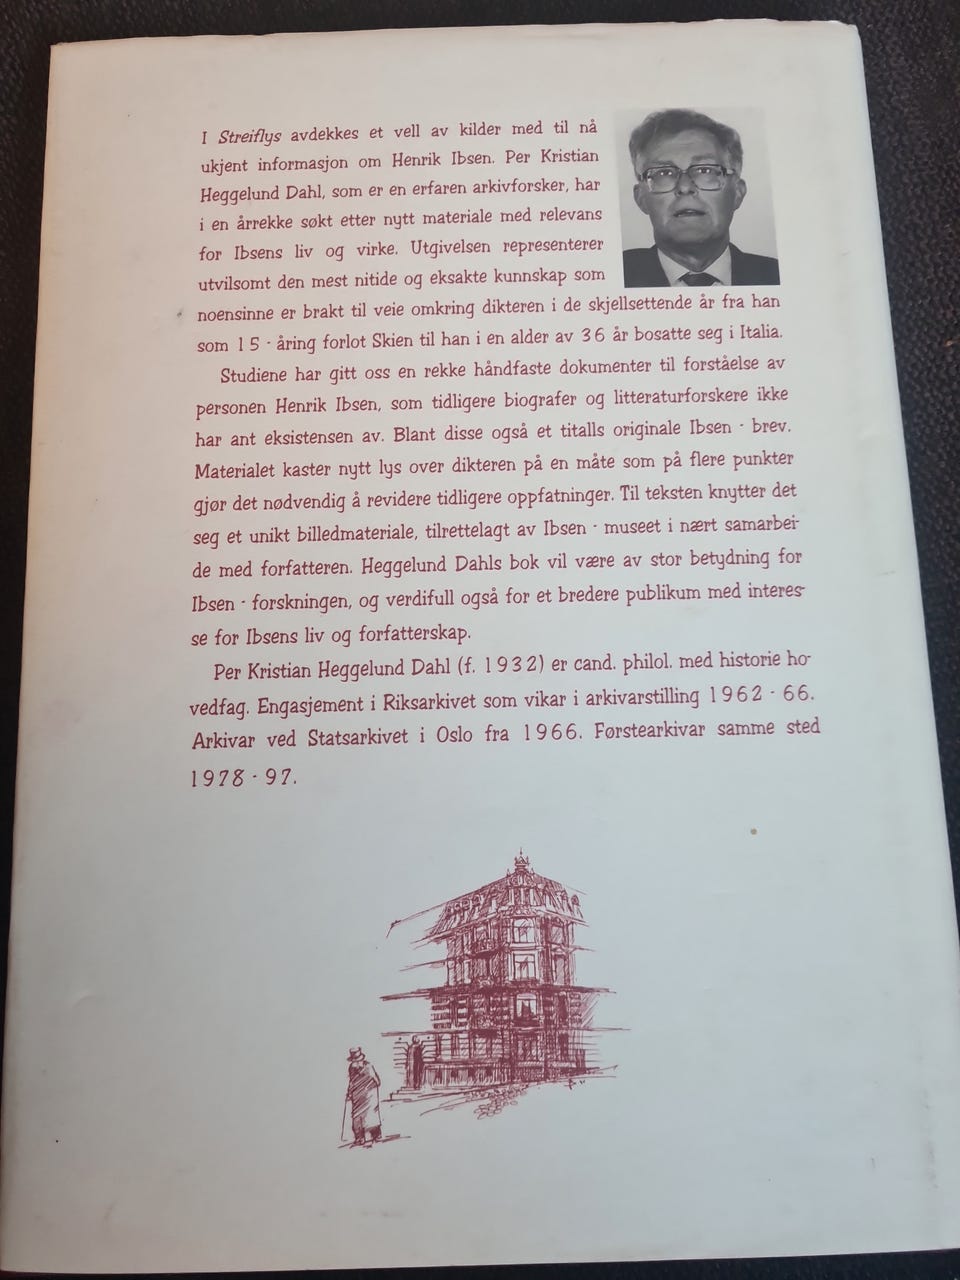 I Streiflys avdekkes et vell av kilder med til nå
ukjent informasjon om Henrik Ibsen. Per Kristian
Heggelund Dahl, som er en erfaren arkivforsker, har
i en årrekke søkt etter nytt materiale med relevans
for Ibsens liv og virke. Utgivelsen representerer
utvilsomt den mest nitide og eksakte kunnskap som
noensinne er brakt til veie omkring dikteren i de skjellsettende år fra han
som 15 - åring forlot Skien til han i en alder av 36 år bosatte seg i Italia.
Studiene har gitt oss en rekke håndfaste dokumenter til forståelse av
personen Henrik Ibsen, som tidligere biografer og litteraturforskere ikke
har ant eksistensen av. Blant disse også et titalls originale Ibsen - brev.
Materialet kaster nytt lys over dikteren på en måte som på flere punkter
gjør det nødvendig å revidere tidligere oppfatninger. Til teksten knytter det
seg et unikt billedmateriale, tilrettelagt av Ibsen - museet i nært samarbei-
de med forfatteren. Heggelund Dahls bok vil være av stor betydning for
Ibsen - forskningen, og verdifull også for et bredere publikum med interes-
se for Ibsens liv og forfatterskap.
Per Kristian Heggelund Dahl (f. 1932) er cand. philol. med historie ho-
vedfag. Engasjement i Riksarkivet som vikar i arkivarstilling 1962 - 66.
Arkivar ved Statsarkivet i Oslo fra 1966. Førstearkivar samme sted
1978 - 97.